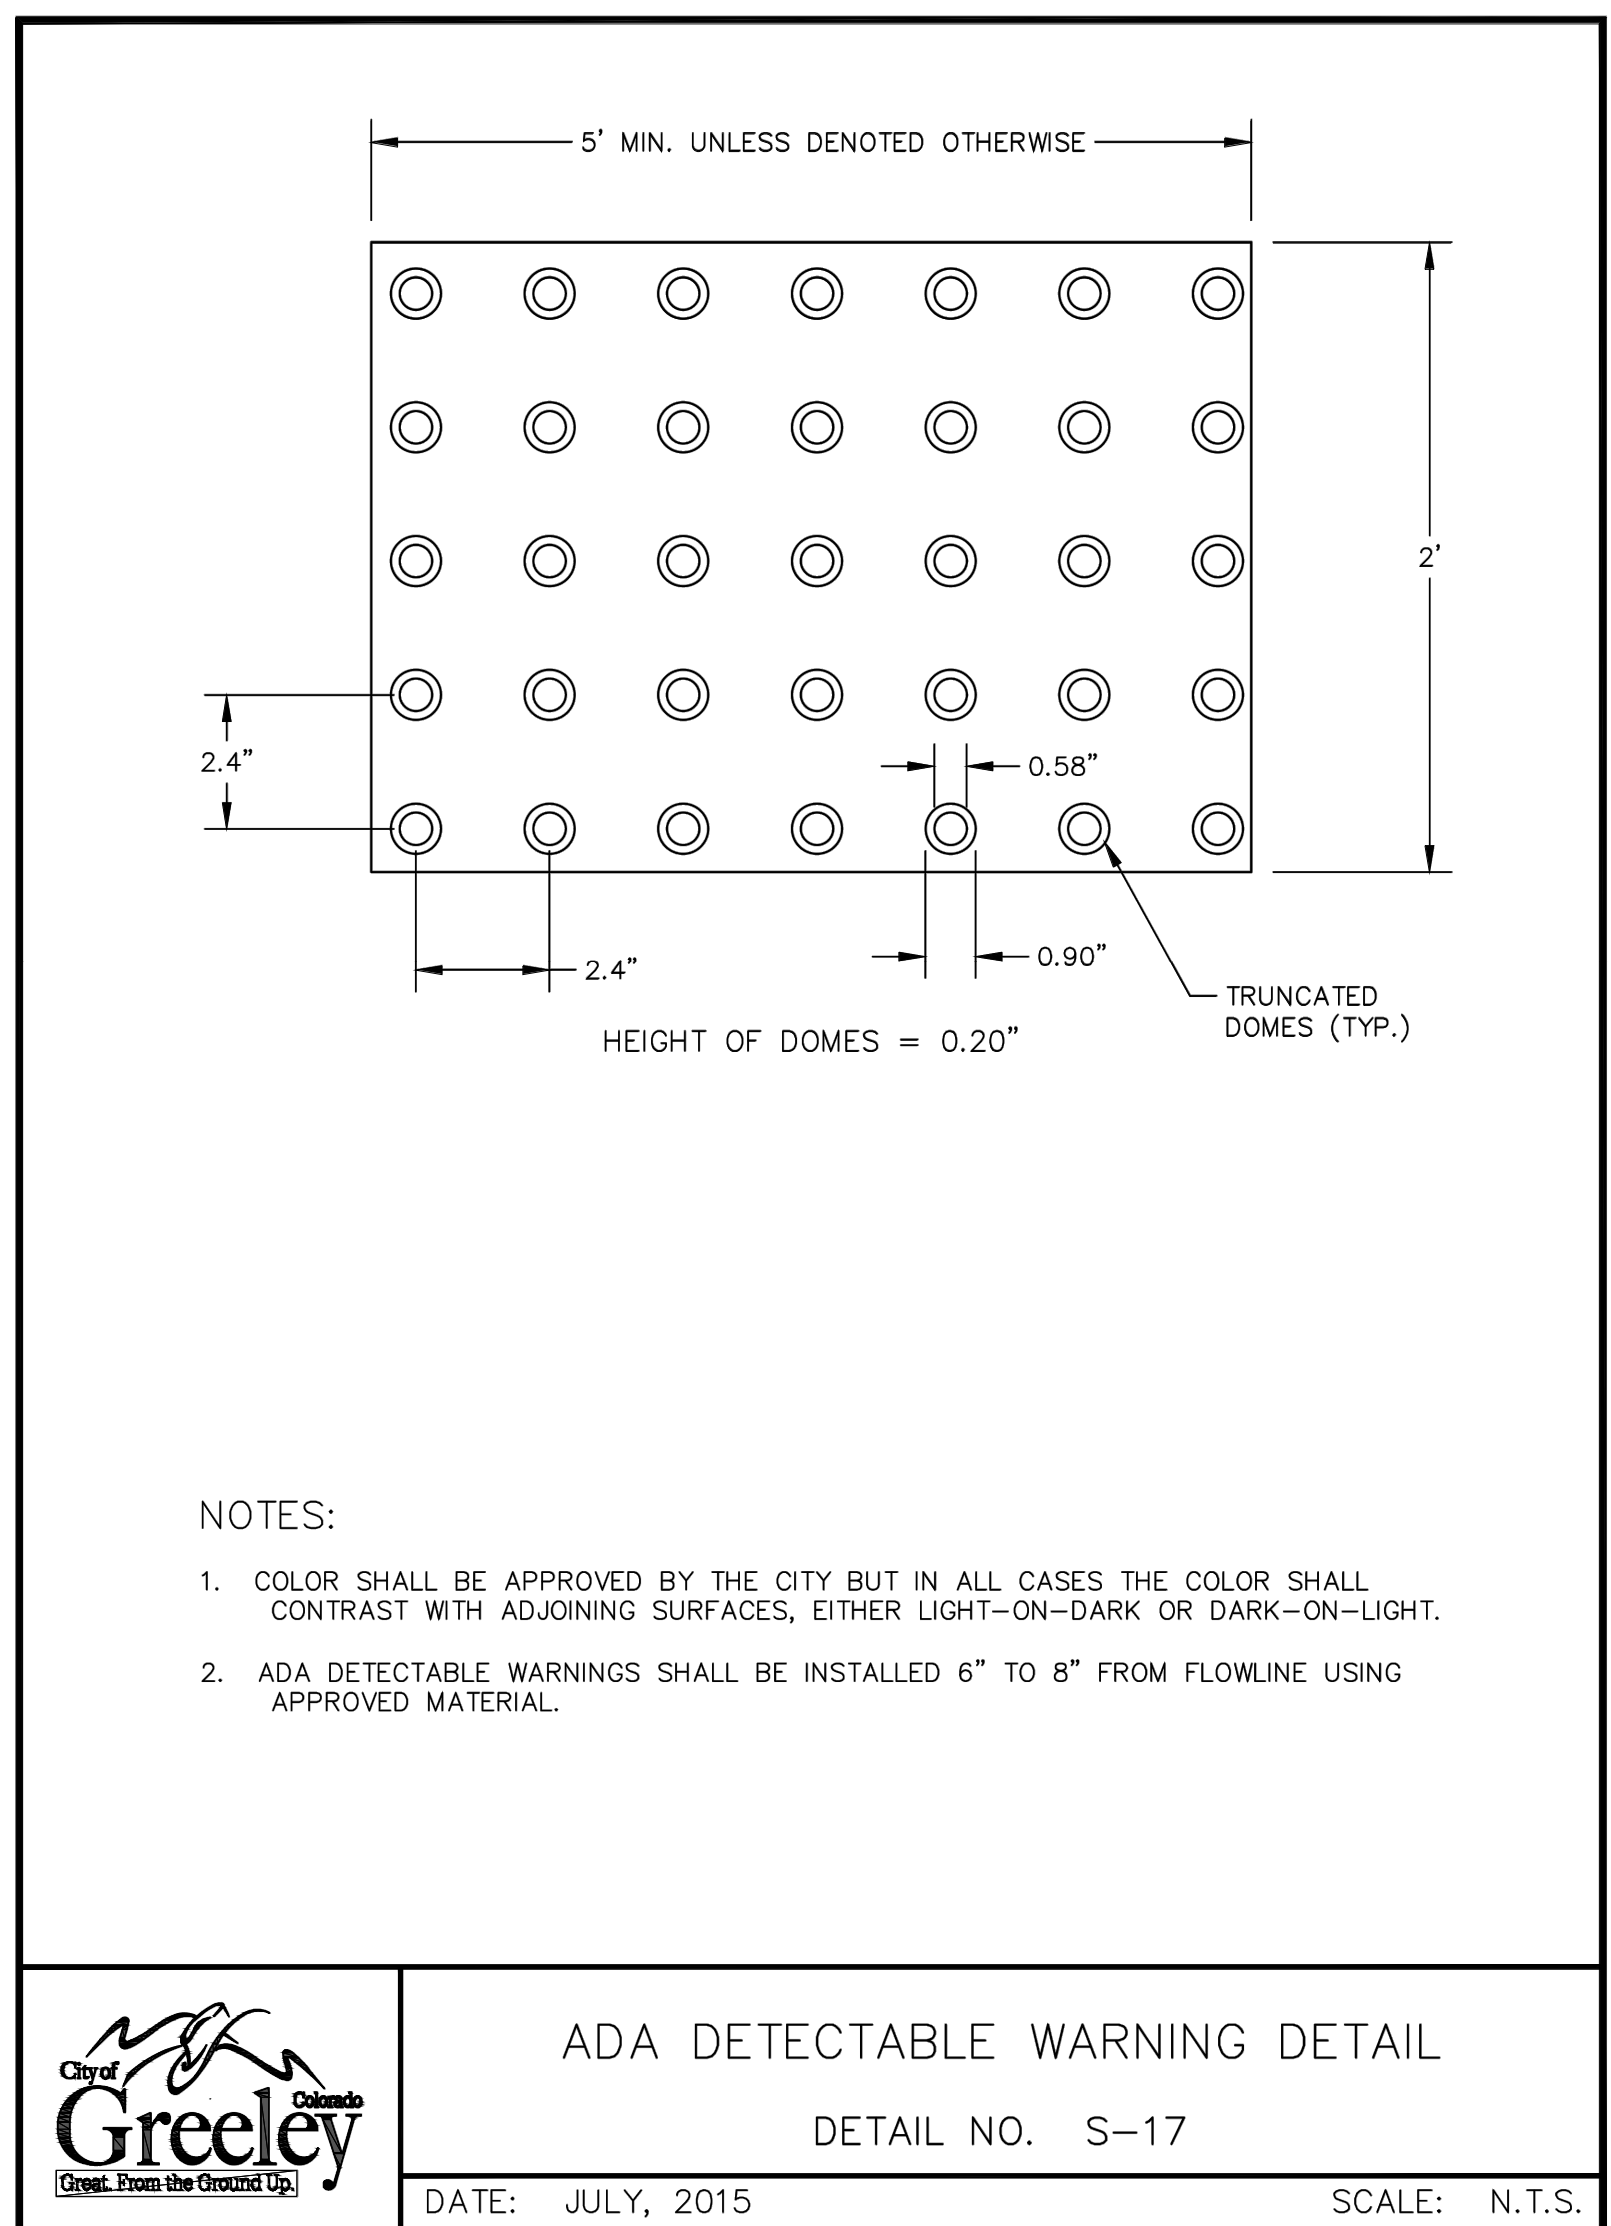 5' MIN. UNLESS DENOTED OTHERWISE
2'
2.4"
0.58"
0.90"
2.4"
TRUNCATED
DOMES (TYP.)
HEIGHT OF DOMES = 0.20"
NOTES:
1. COLOR SHALL BE APPROVED BY THE CITY BUT IN ALL CASES THE COLOR SHALL
CONTRAST WITH ADJOINING SURFACES, EITHER LIGHT-ON-DARK OR DARK-ON-LIGHT.
2. ADA DETECTABLE WARNINGS SHALL BE INSTALLED 6" TO 8" FROM FLOWLINE USING
APPROVED MATERIAL.
City of
Greeley
Colorado
Great. From the Ground Up.
ADA DETECTABLE WARNING DETAIL
DETAIL NO. S-17
DATE: JULY, 2015
SCALE: N.T.S.